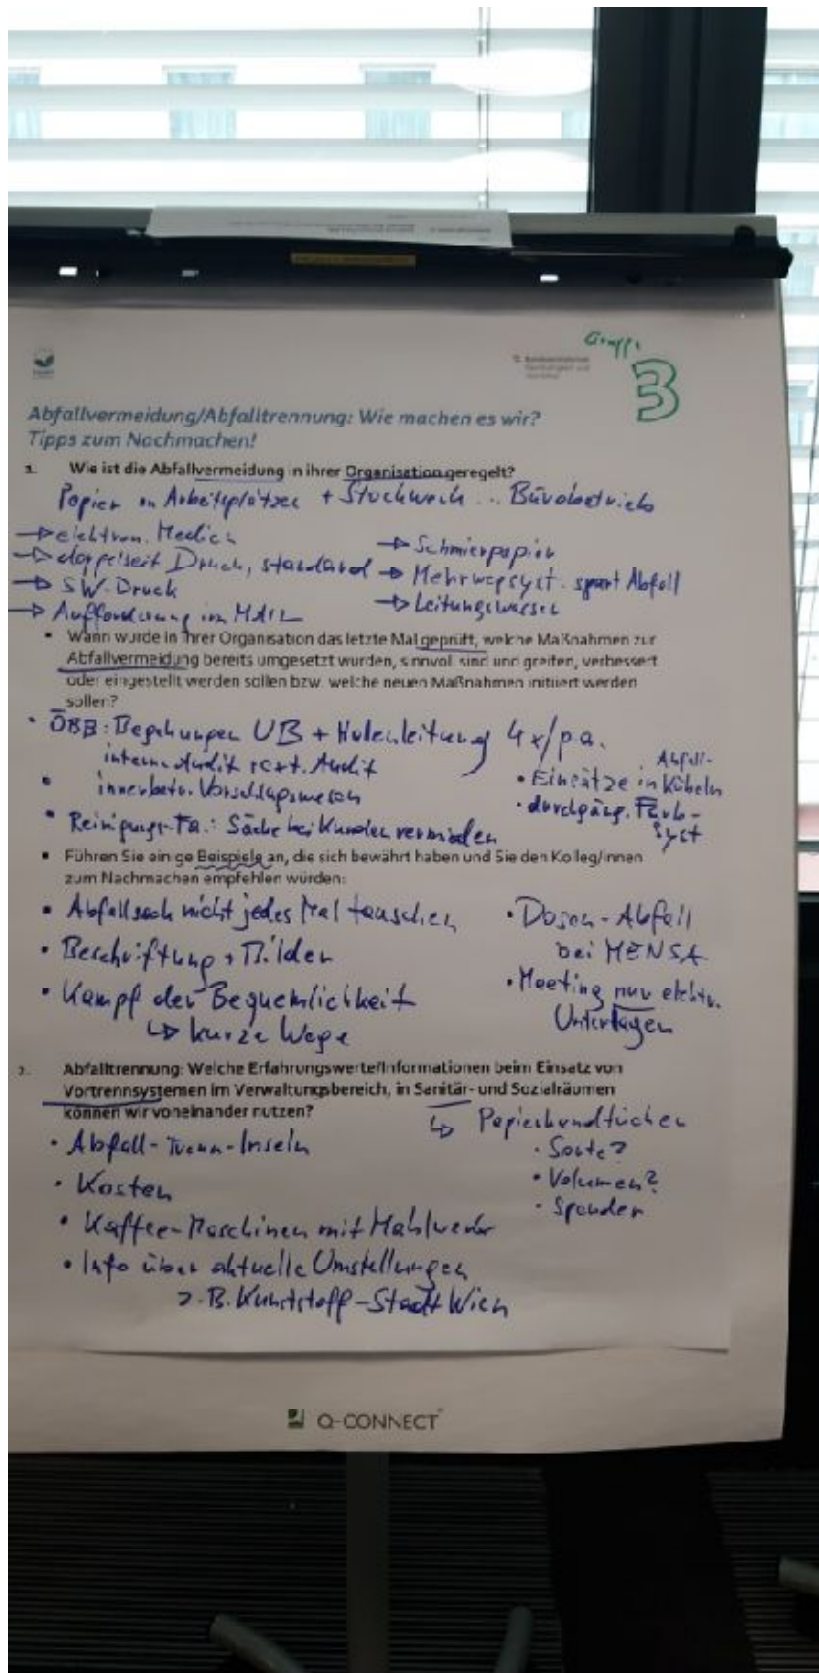 Gruppe
3
Abfallvermeidung/Abfalltrennung: Wie machen es wir?
Tipps zum Nachmachen!
1. Wie ist die Abfallvermeidung in ihrer Organisation geregelt?
Papier an Arbeitsplätzen + Stockwerk .. Bürobetrieb
→ elektron. Medien
→ doppelseit Druck, standard
→ SW-Druck
→ Aufforderung im MAIL
→ Schmierpapier
→ Mehrwegsyst. spart Abfall
→ Leitungswasser
• Wann wurde in Ihrer Organisation das letzte Mal geprüft, welche Maßnahmen zur
Abfallvermeidung bereits umgesetzt wurden, sinnvoll sind und greifen, verbessert
oder eingestellt werden sollen bzw. welche neuen Maßnahmen initiiert werden
sollen?
• ÖBB: Begehungen UB + Hallenleitung 4x/p.a.
intern. Audit + ext. Audit
• innerbetr. Vorschlagswesen
• Reinigungs-Fa.: Säcke bei Kunden vermieden
• Einsätze in Abfall-
Kübeln
• durchgäng. Farb-
syst
• Führen Sie einige Beispiele an, die sich bewährt haben und Sie den Kolleg/innen
zum Nachmachen empfehlen würden:
• Abfallsack nicht jedes Mal tauschen
• Beschriftung + Bilder
• Kampf der Bequemlichkeit
↳ kurze Wege
• Dosen-Abfall
bei MENSA
• Meeting nur elektr.
Unterlagen
2. Abfalltrennung: Welche Erfahrungswerte/Informationen beim Einsatz von
Vortrennsystemen im Verwaltungsbereich, in Sanitär- und Sozialräumen
können wir voneinander nutzen?
• Abfall-Trenn-Inseln
• Kosten
• Kaffee-Maschinen mit Mahlwerk
• Info über aktuelle Umstellungen
z.B. Kunststoff-Stadt Wien
↳ Papierhandtücher
• Sorte?
• Volumen?
• Spender
Q-CONNECT